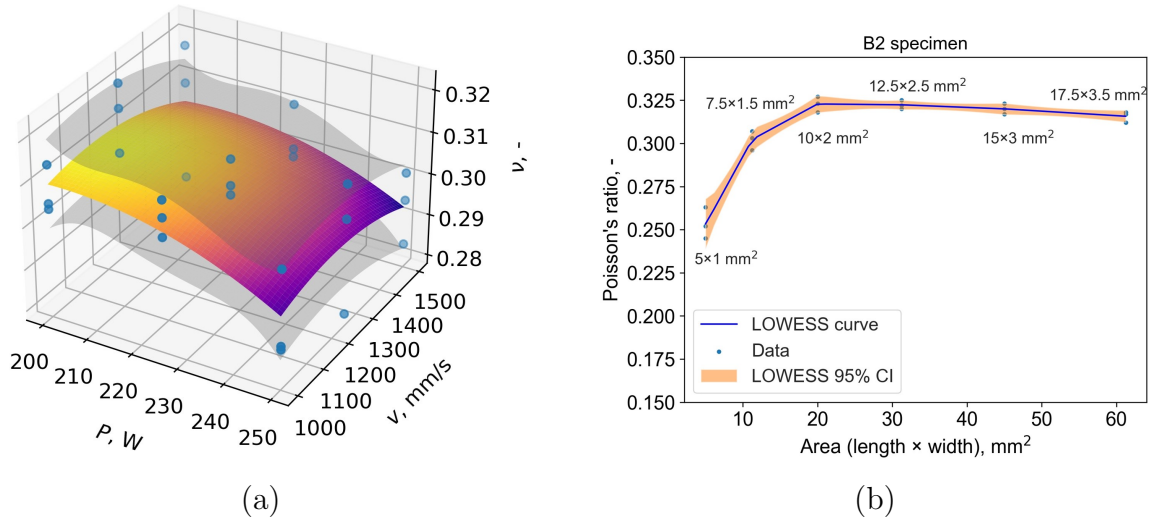 0.32
0.31
0.30
0.29
0.28
ν, -
200
210
220
230
240
250
P, W
1000
1100
1200
1300
1400
1500
v, mm/s
(a)
B2 specimen
0.350
0.325
0.300
0.275
0.250
0.225
0.200
0.175
0.150
Poisson's ratio, -
5×1 mm²
7.5×1.5 mm²
10×2 mm²
12.5×2.5 mm²
15×3 mm²
17.5×3.5 mm²
LOWESS curve
Data
LOWESS 95% CI
10
20
30
40
50
60
Area (length × width), mm²
(b)